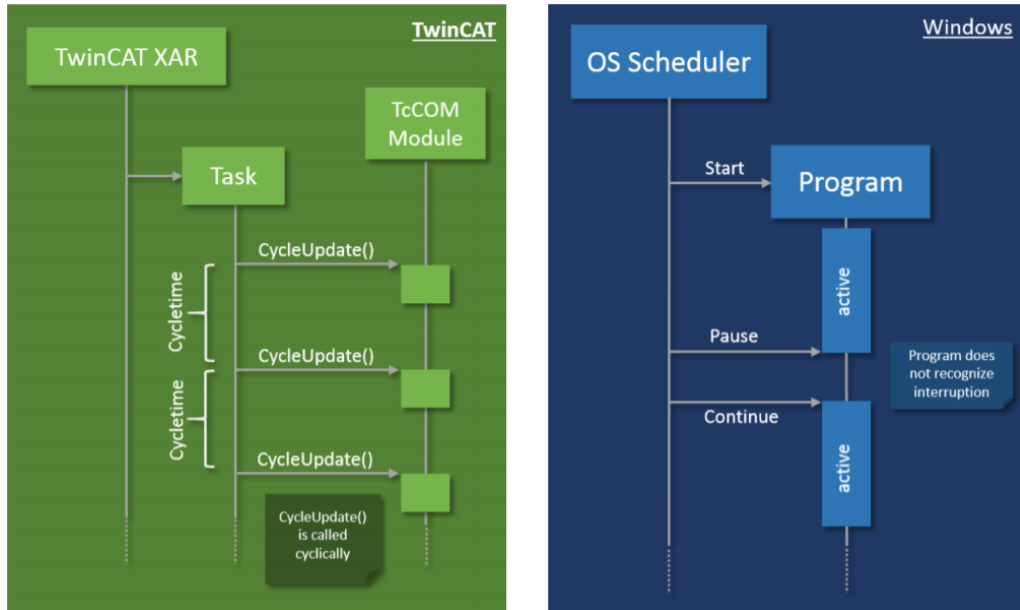 TwinCAT
TwinCAT XAR
TcCOM
Module
Task
CycleUpdate()
Cycletime
CycleUpdate()
Cycletime
CycleUpdate()
CycleUpdate()
is called
cyclically
Windows
OS Scheduler
Start
Program
active
Pause
Program does
not recognize
interruption
Continue
active